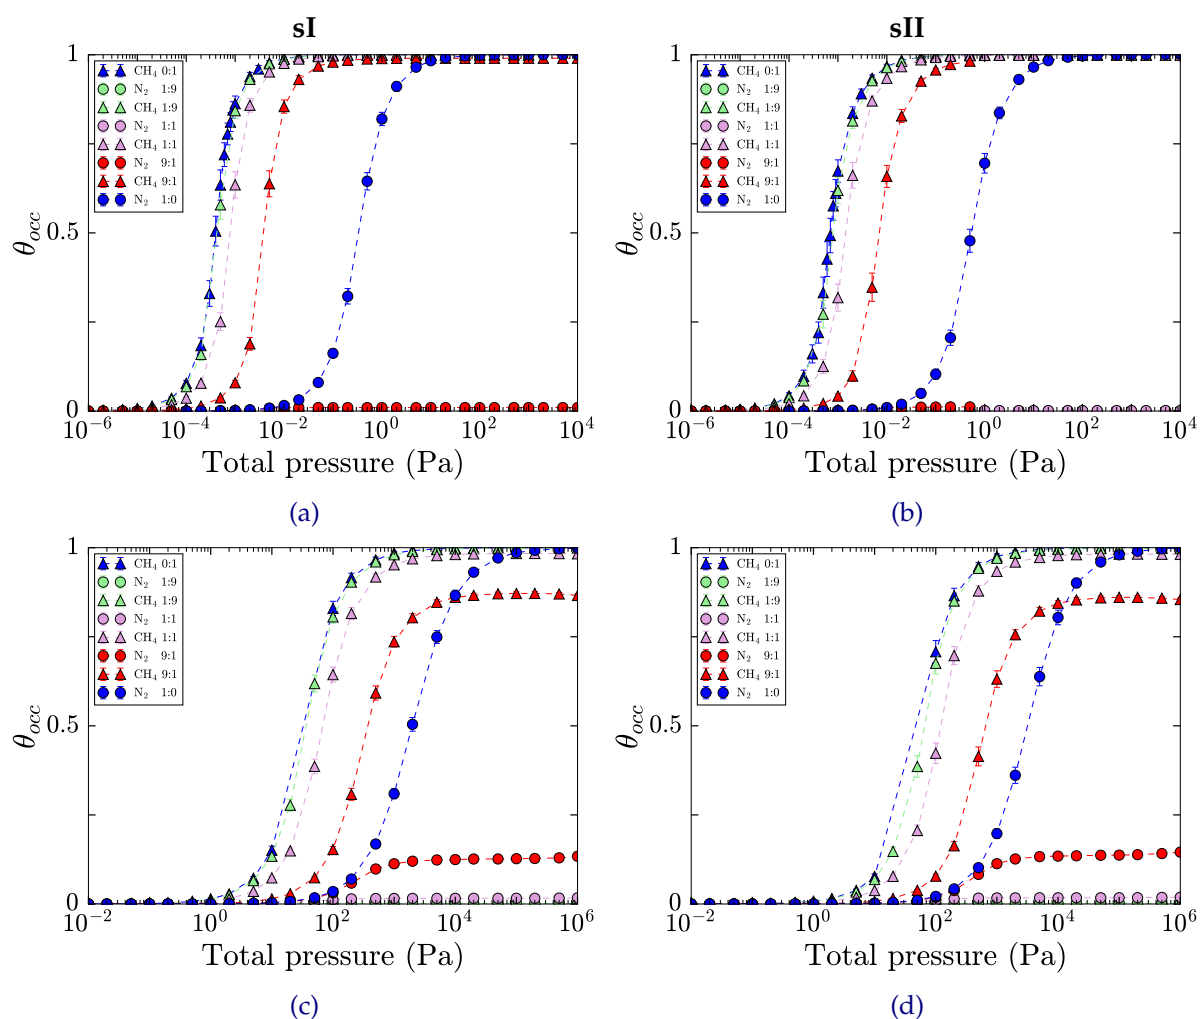 sI
sII
1
0.5
0
θocc
CH4 0:1
N2 1:9
CH4 1:9
N2 1:1
CH4 1:1
N2 9:1
CH4 9:1
N2 1:0
10−6 10−4 10−2 100 102 104
Total pressure (Pa)
(a)
1
0.5
0
θocc
CH4 0:1
N2 1:9
CH4 1:9
N2 1:1
CH4 1:1
N2 9:1
CH4 9:1
N2 1:0
10−6 10−4 10−2 100 102 104
Total pressure (Pa)
(b)
1
0.5
0
θocc
CH4 0:1
N2 1:9
CH4 1:9
N2 1:1
CH4 1:1
N2 9:1
CH4 9:1
N2 1:0
10−2 100 102 104 106
Total pressure (Pa)
(c)
1
0.5
0
θocc
CH4 0:1
N2 1:9
CH4 1:9
N2 1:1
CH4 1:1
N2 9:1
CH4 9:1
N2 1:0
10−2 100 102 104 106
Total pressure (Pa)
(d)